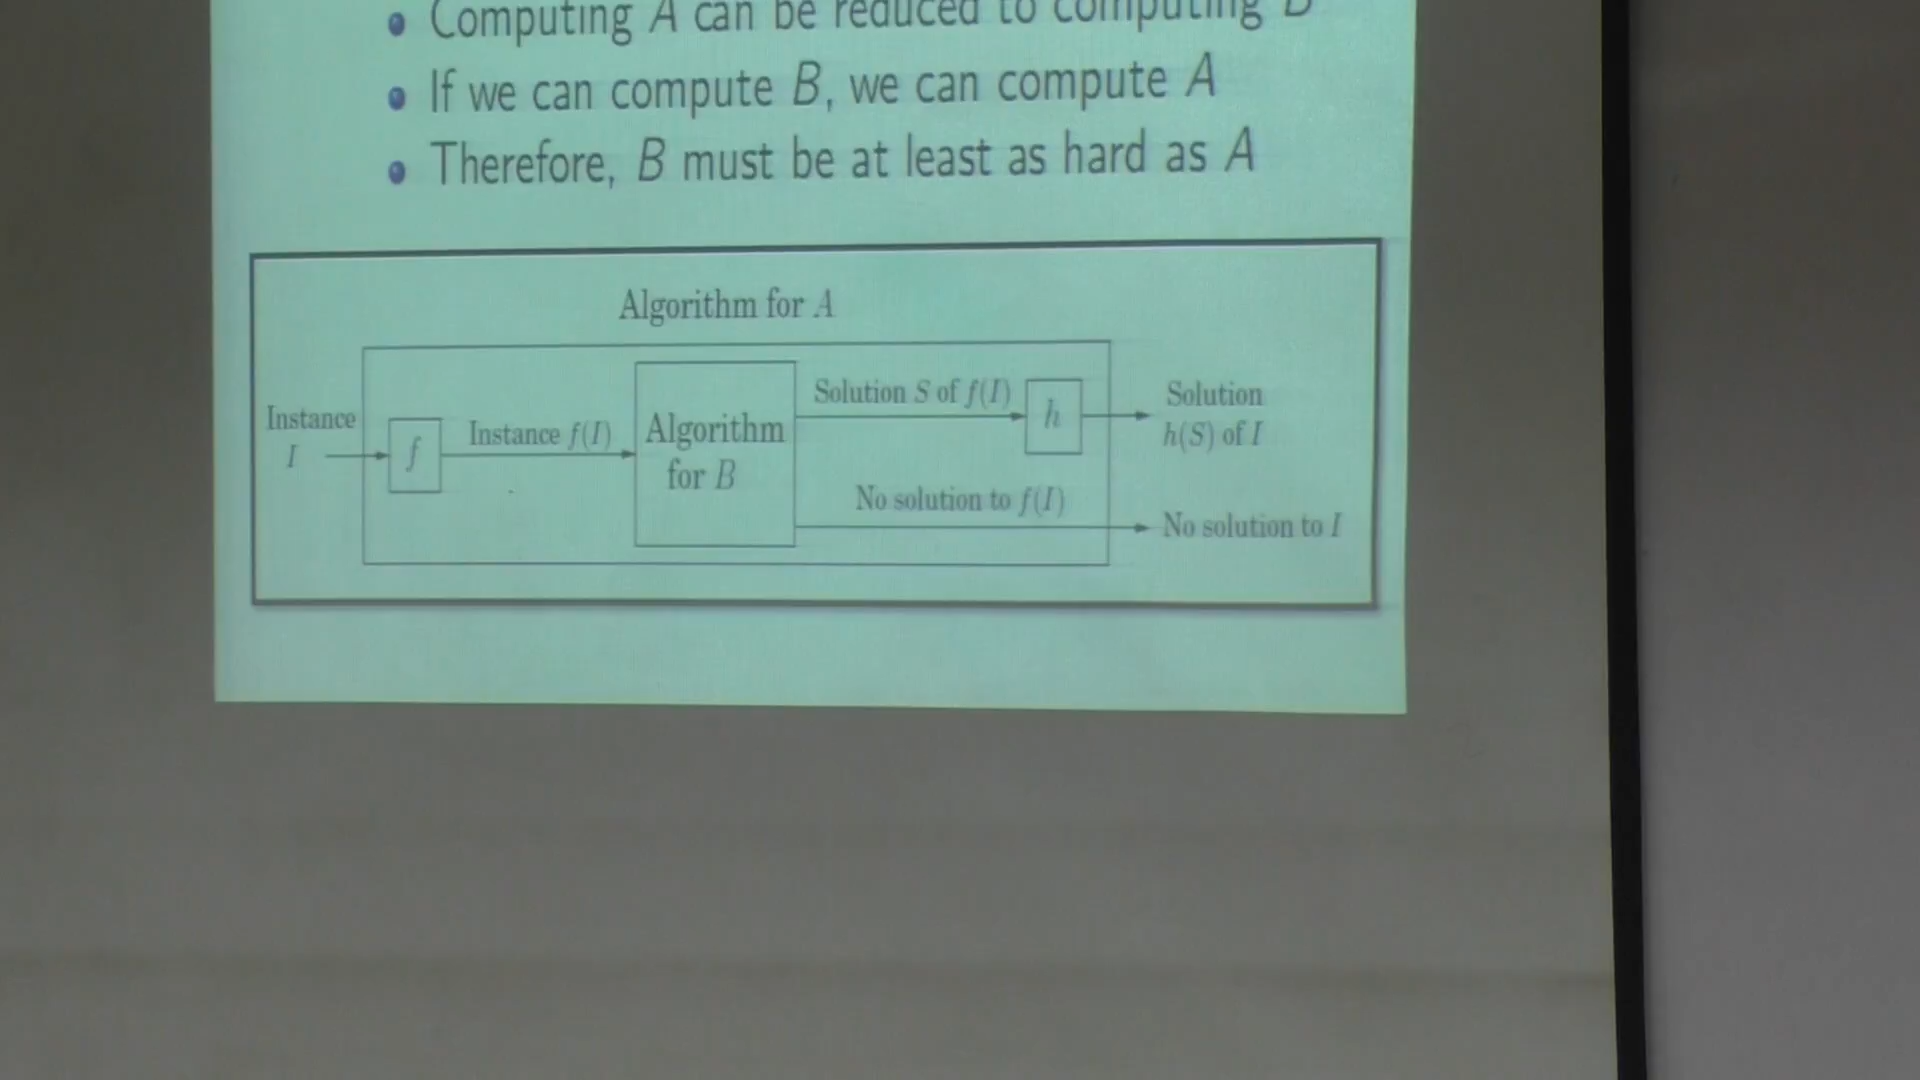 Computing A can be reduced to computing B
If we can compute B, we can compute A
Therefore, B must be at least as hard as A
Algorithm for A
Instance
I
f
Instance f(I)
Algorithm
for B
Solution S of f(I)
h
Solution
h(S) of I
No solution to f(I)
No solution to I